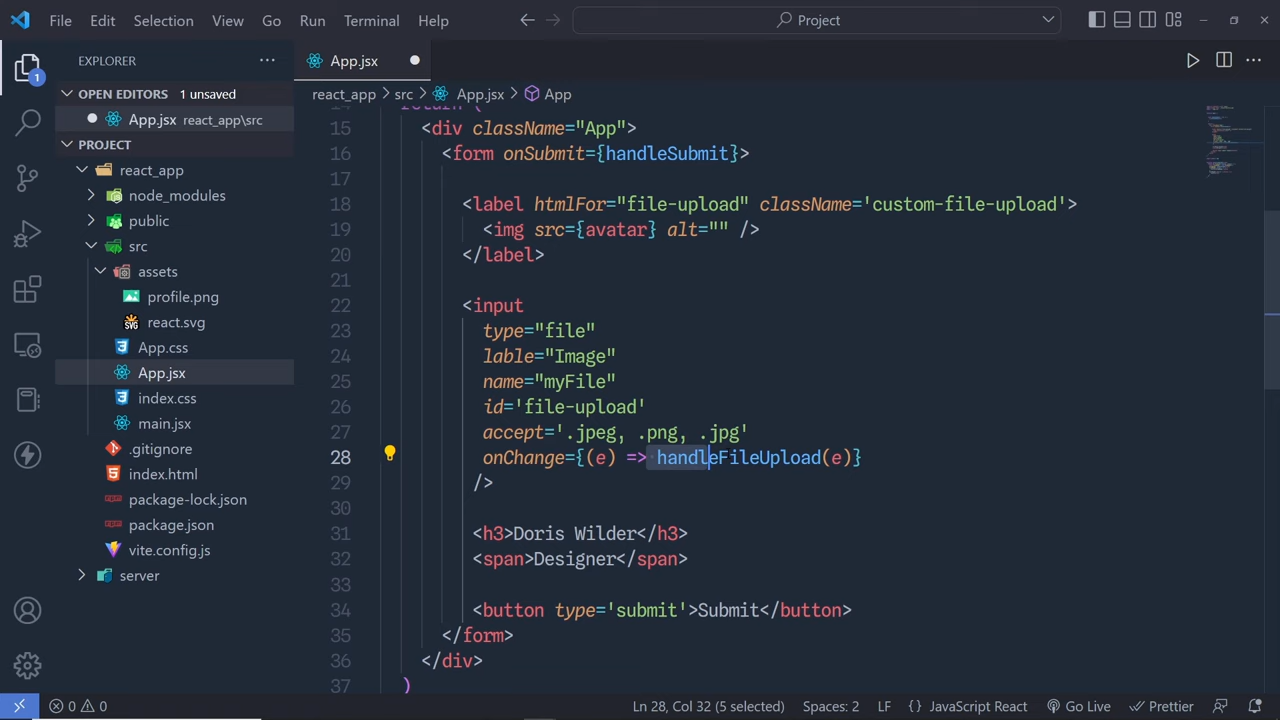 File Edit Selection View Go Run Terminal Help
Project
EXPLORER
App.jsx
OPEN EDITORS 1 unsaved
App.jsx react_app\src
PROJECT
react_app
node_modules
public
src
assets
profile.png
react.svg
App.css
App.jsx
index.css
main.jsx
.gitignore
index.html
package-lock.json
package.json
vite.config.js
server
1
react_app > src > App.jsx > App
14 return (
15 <div className="App">
16 <form onSubmit={handleSubmit}>
17
18 <label htmlFor="file-upload" className='custom-file-upload'>
19 <img src={avatar} alt="" />
20 </label>
21
22 <input
23 type="file"
24 lable="Image"
25 name="myFile"
26 id='file-upload'
27 accept='.jpeg, .png, .jpg'
28 onChange={(e) => handleFileUpload(e)}
29 />
30
31 <h3>Doris Wilder</h3>
32 <span>Designer</span>
33
34 <button type='submit'>Submit</button>
35 </form>
36 </div>
37 )
0 0
Ln 28, Col 32 (5 selected) Spaces: 2 LF {} JavaScript React Go Live Prettier